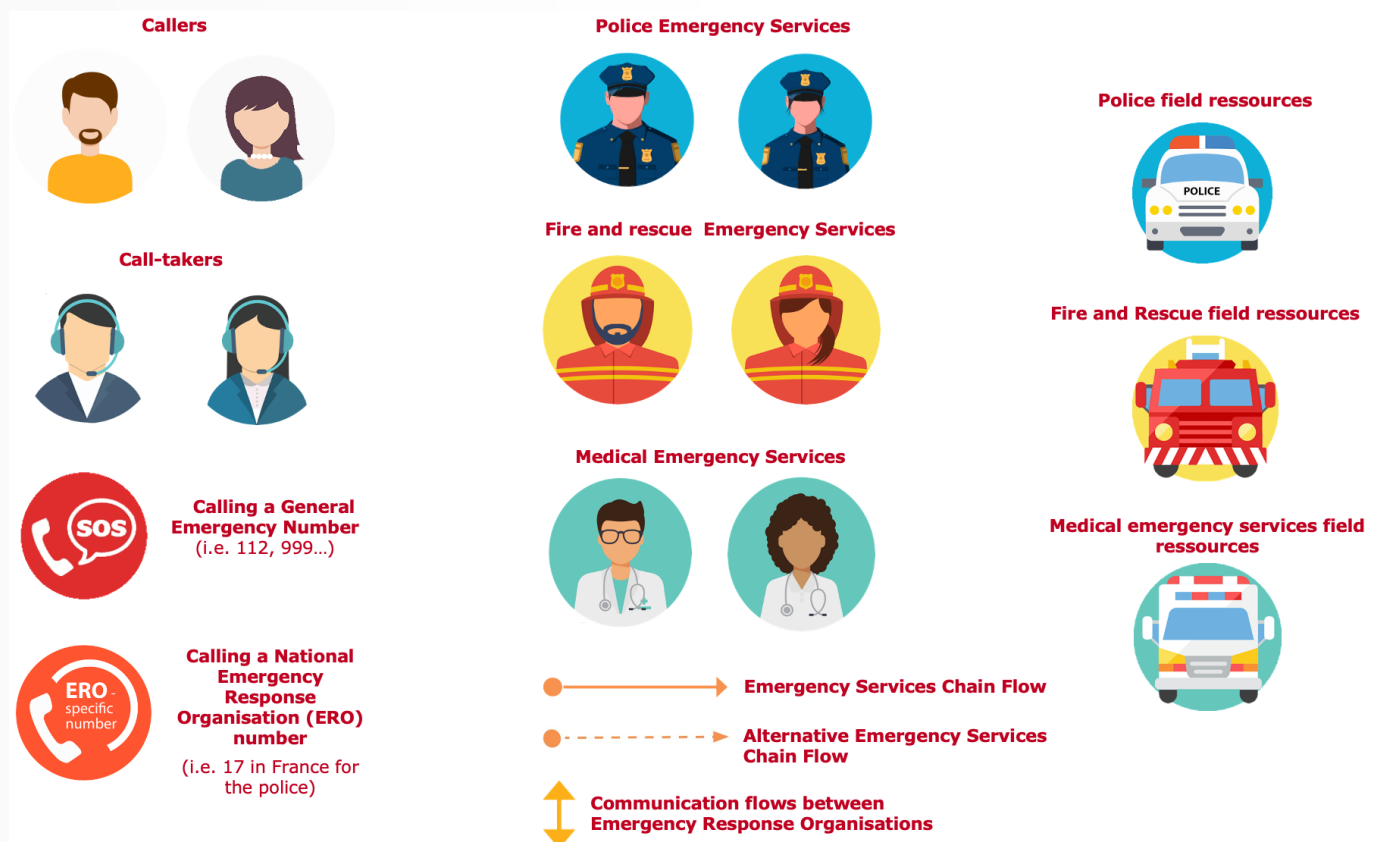 Callers
Call-takers
SOS
Calling a General
Emergency Number
(i.e. 112, 999...)
ERO -
specific
number
Calling a National
Emergency
Response
Organisation (ERO)
number
(i.e. 17 in France for
the police)
Police Emergency Services
Fire and rescue  Emergency Services
Medical Emergency Services
Emergency Services Chain Flow
Alternative Emergency Services
Chain Flow
Communication flows between
Emergency Response Organisations
Police field ressources
POLICE
Fire and Rescue field ressources
Medical emergency services field
ressources